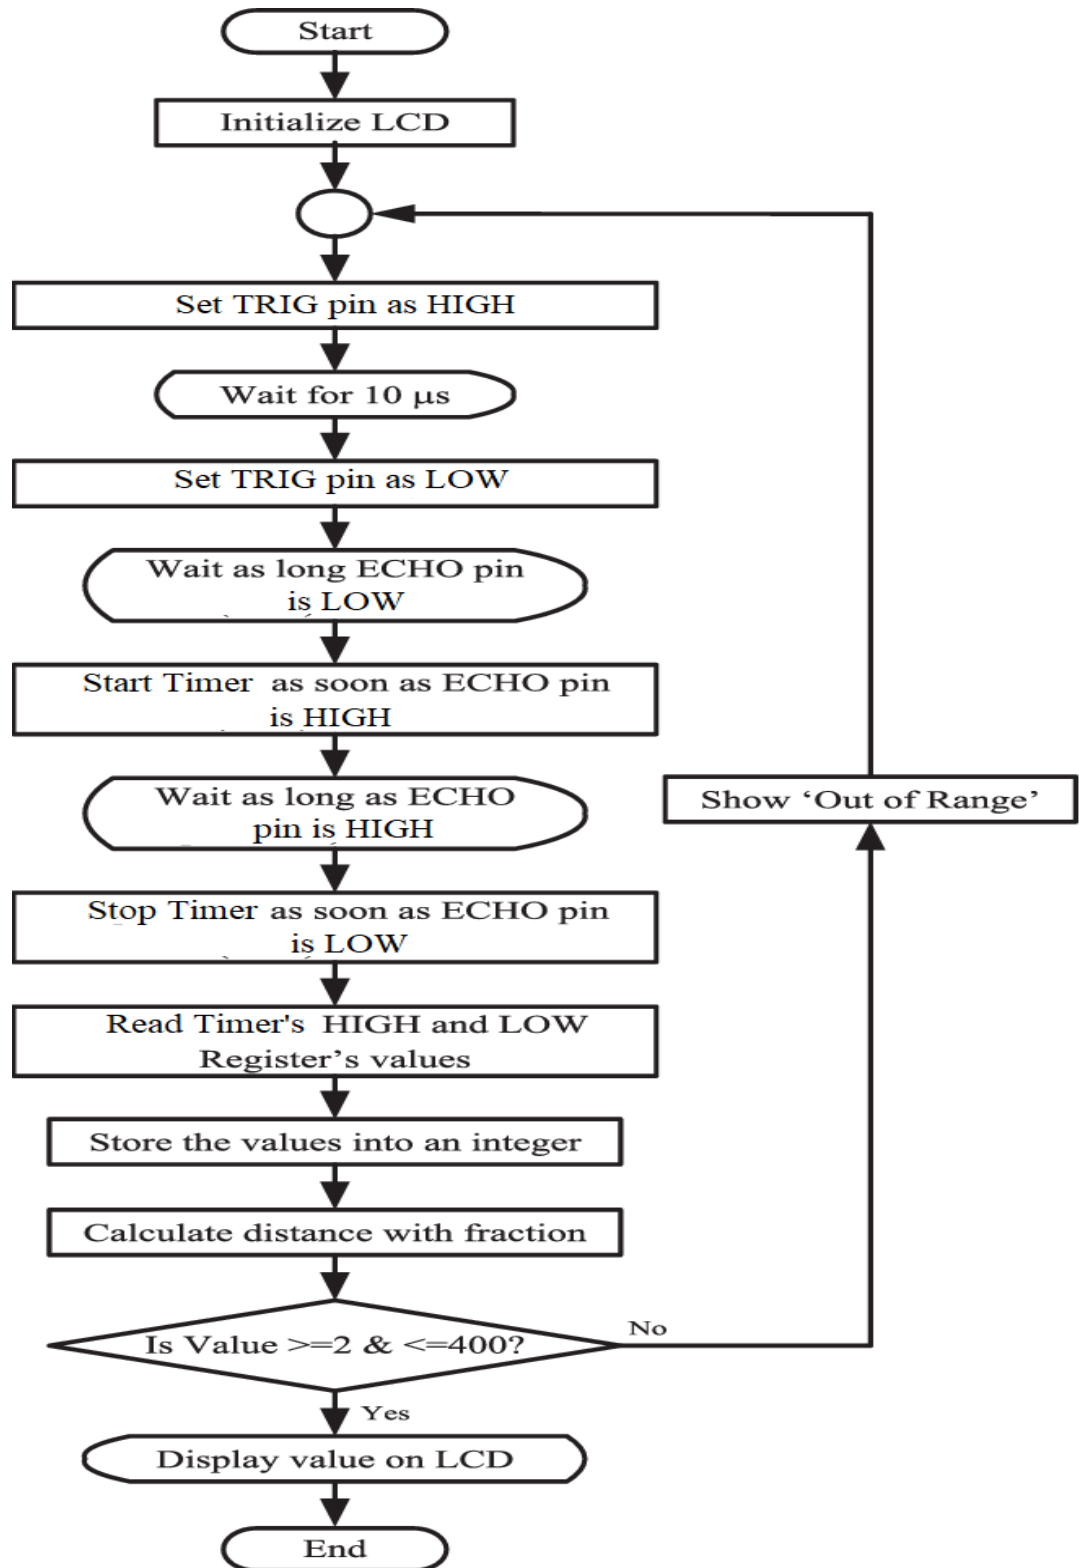 Start
Initialize LCD
Set TRIG pin as HIGH
Wait for 10 μs
Set TRIG pin as LOW
Wait as long ECHO pin
is LOW
Start Timer as soon as ECHO pin
is HIGH
Wait as long as ECHO
pin is HIGH
Show ‘Out of Range’
Stop Timer as soon as ECHO pin
is LOW
Read Timer's HIGH and LOW
Register’s values
Store the values into an integer
Calculate distance with fraction
Is Value >=2 & <=400?
No
Yes
Display value on LCD
End